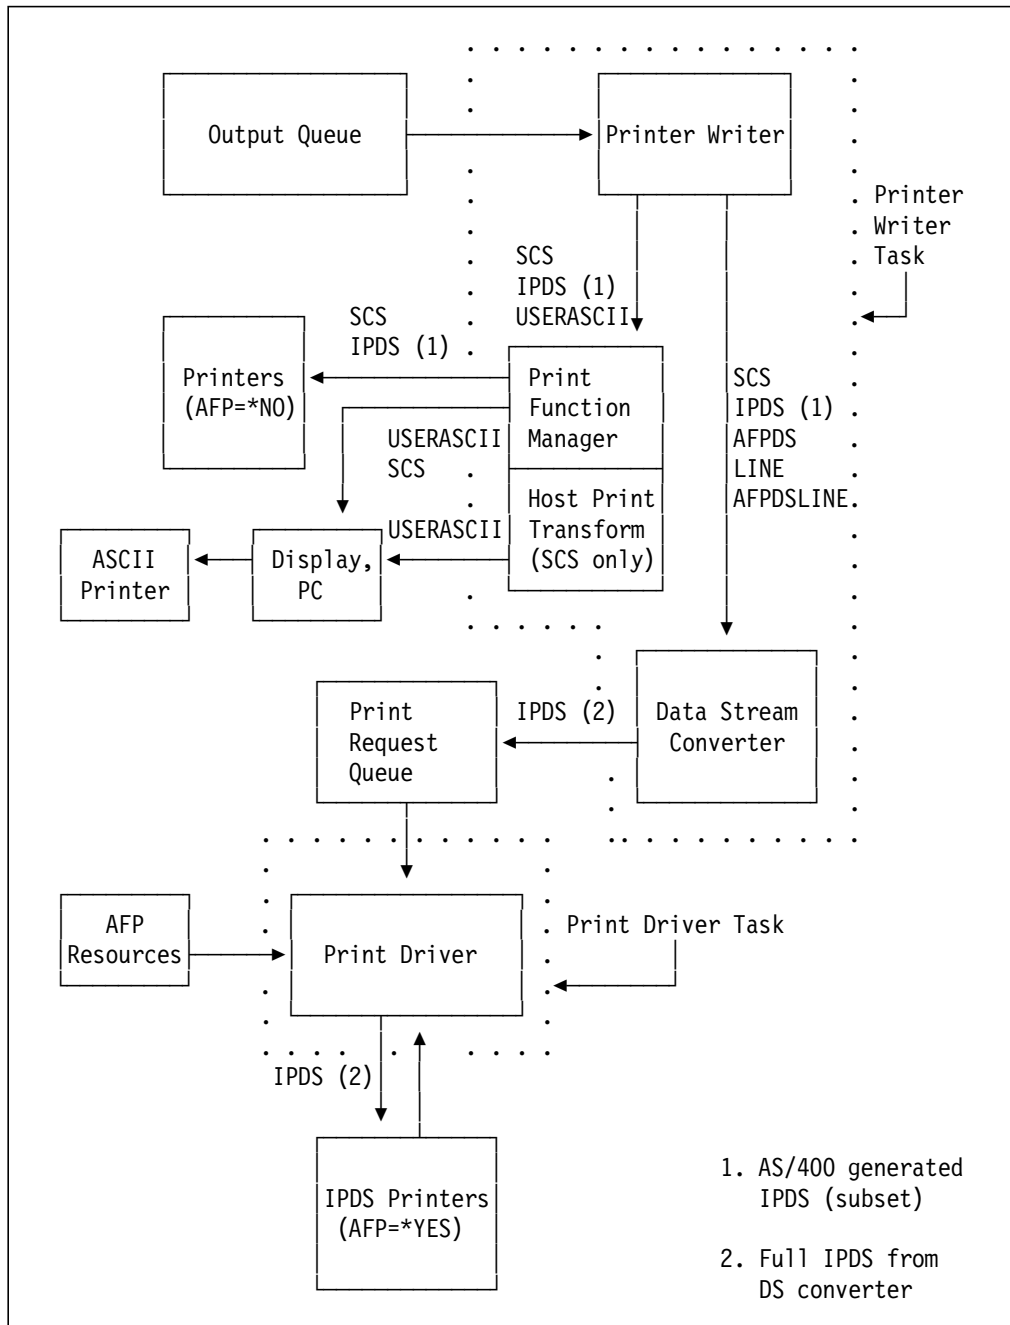 Output Queue
Printer Writer
Printer
Writer
Task
SCS
IPDS (1)
USERASCII
SCS
IPDS (1)
Printers
(AFP=*NO)
Print
Function
Manager
SCS
IPDS (1)
AFPDS
LINE
AFPDSLINE
USERASCII
SCS
Host Print
Transform
(SCS only)
USERASCII
ASCII
Printer
Display,
PC
Print
Request
Queue
IPDS (2)
Data Stream
Converter
AFP
Resources
Print Driver
Print Driver Task
IPDS (2)
IPDS Printers
(AFP=*YES)
1. AS/400 generated
IPDS (subset)
2. Full IPDS from
DS converter